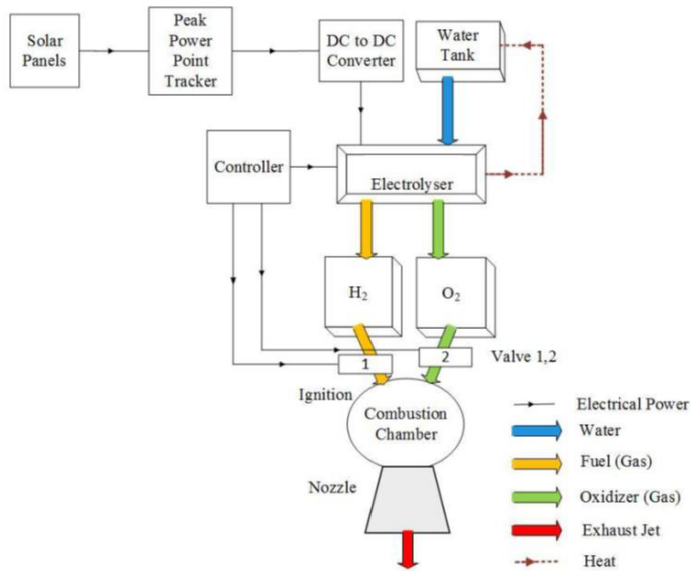 Solar
Panels
Peak
Power
Point
Tracker
DC to DC
Converter
Water
Tank
Controller
Electrolyser
H₂
O₂
1
2
Valve 1,2
Ignition
Combustion
Chamber
Nozzle
Electrical Power
Water
Fuel (Gas)
Oxidizer (Gas)
Exhaust Jet
Heat